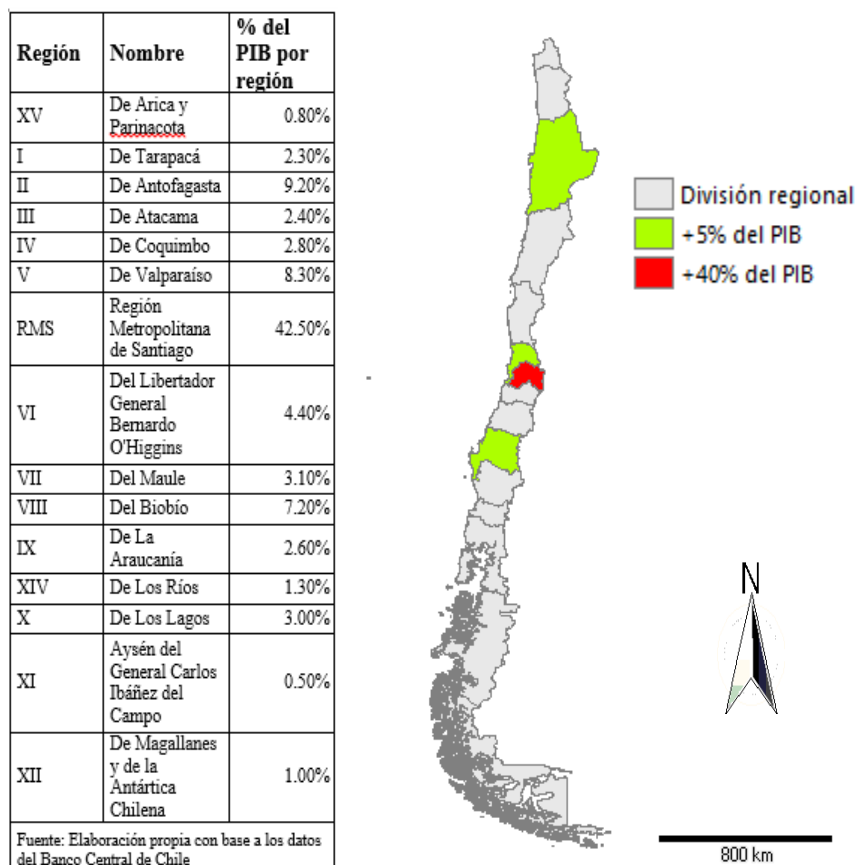 Región Nombre % del
PIB por
región
XV De Arica y
Parinacota 0.80%
I De Tarapacá 2.30%
II De Antofagasta 9.20%
III De Atacama 2.40%
IV De Coquimbo 2.80%
V De Valparaíso 8.30%
RMS Región
Metropolitana
de Santiago 42.50%
VI Del Libertador
General
Bernardo
O'Higgins 4.40%
VII Del Maule 3.10%
VIII Del Biobío 7.20%
IX De La
Araucanía 2.60%
XIV De Los Ríos 1.30%
X De Los Lagos 3.00%
XI Aysén del
General Carlos
Ibáñez del
Campo 0.50%
XII De Magallanes
y de la
Antártica
Chilena 1.00%
Fuente: Elaboración propia con base a los datos
del Banco Central de Chile
División regional
+5% del PIB
+40% del PIB
N
800 km